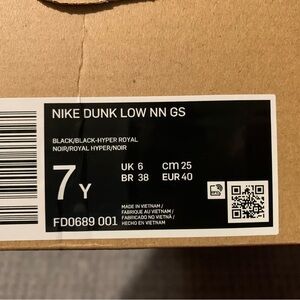 NIKE DUNK LOW NN GS
BLACK/BLACK-HYPER ROYAL
NOIR/ROYAL HYPER/NOIR
7 Y
UK 6 cm 25
BR 38 EUR 40
FD0689 001
MADE IN VIETNAM /
FABRIQUE AU VIETNAM /
FABRICADO NO VIETNÃ /
HECHO EN VIETNAM